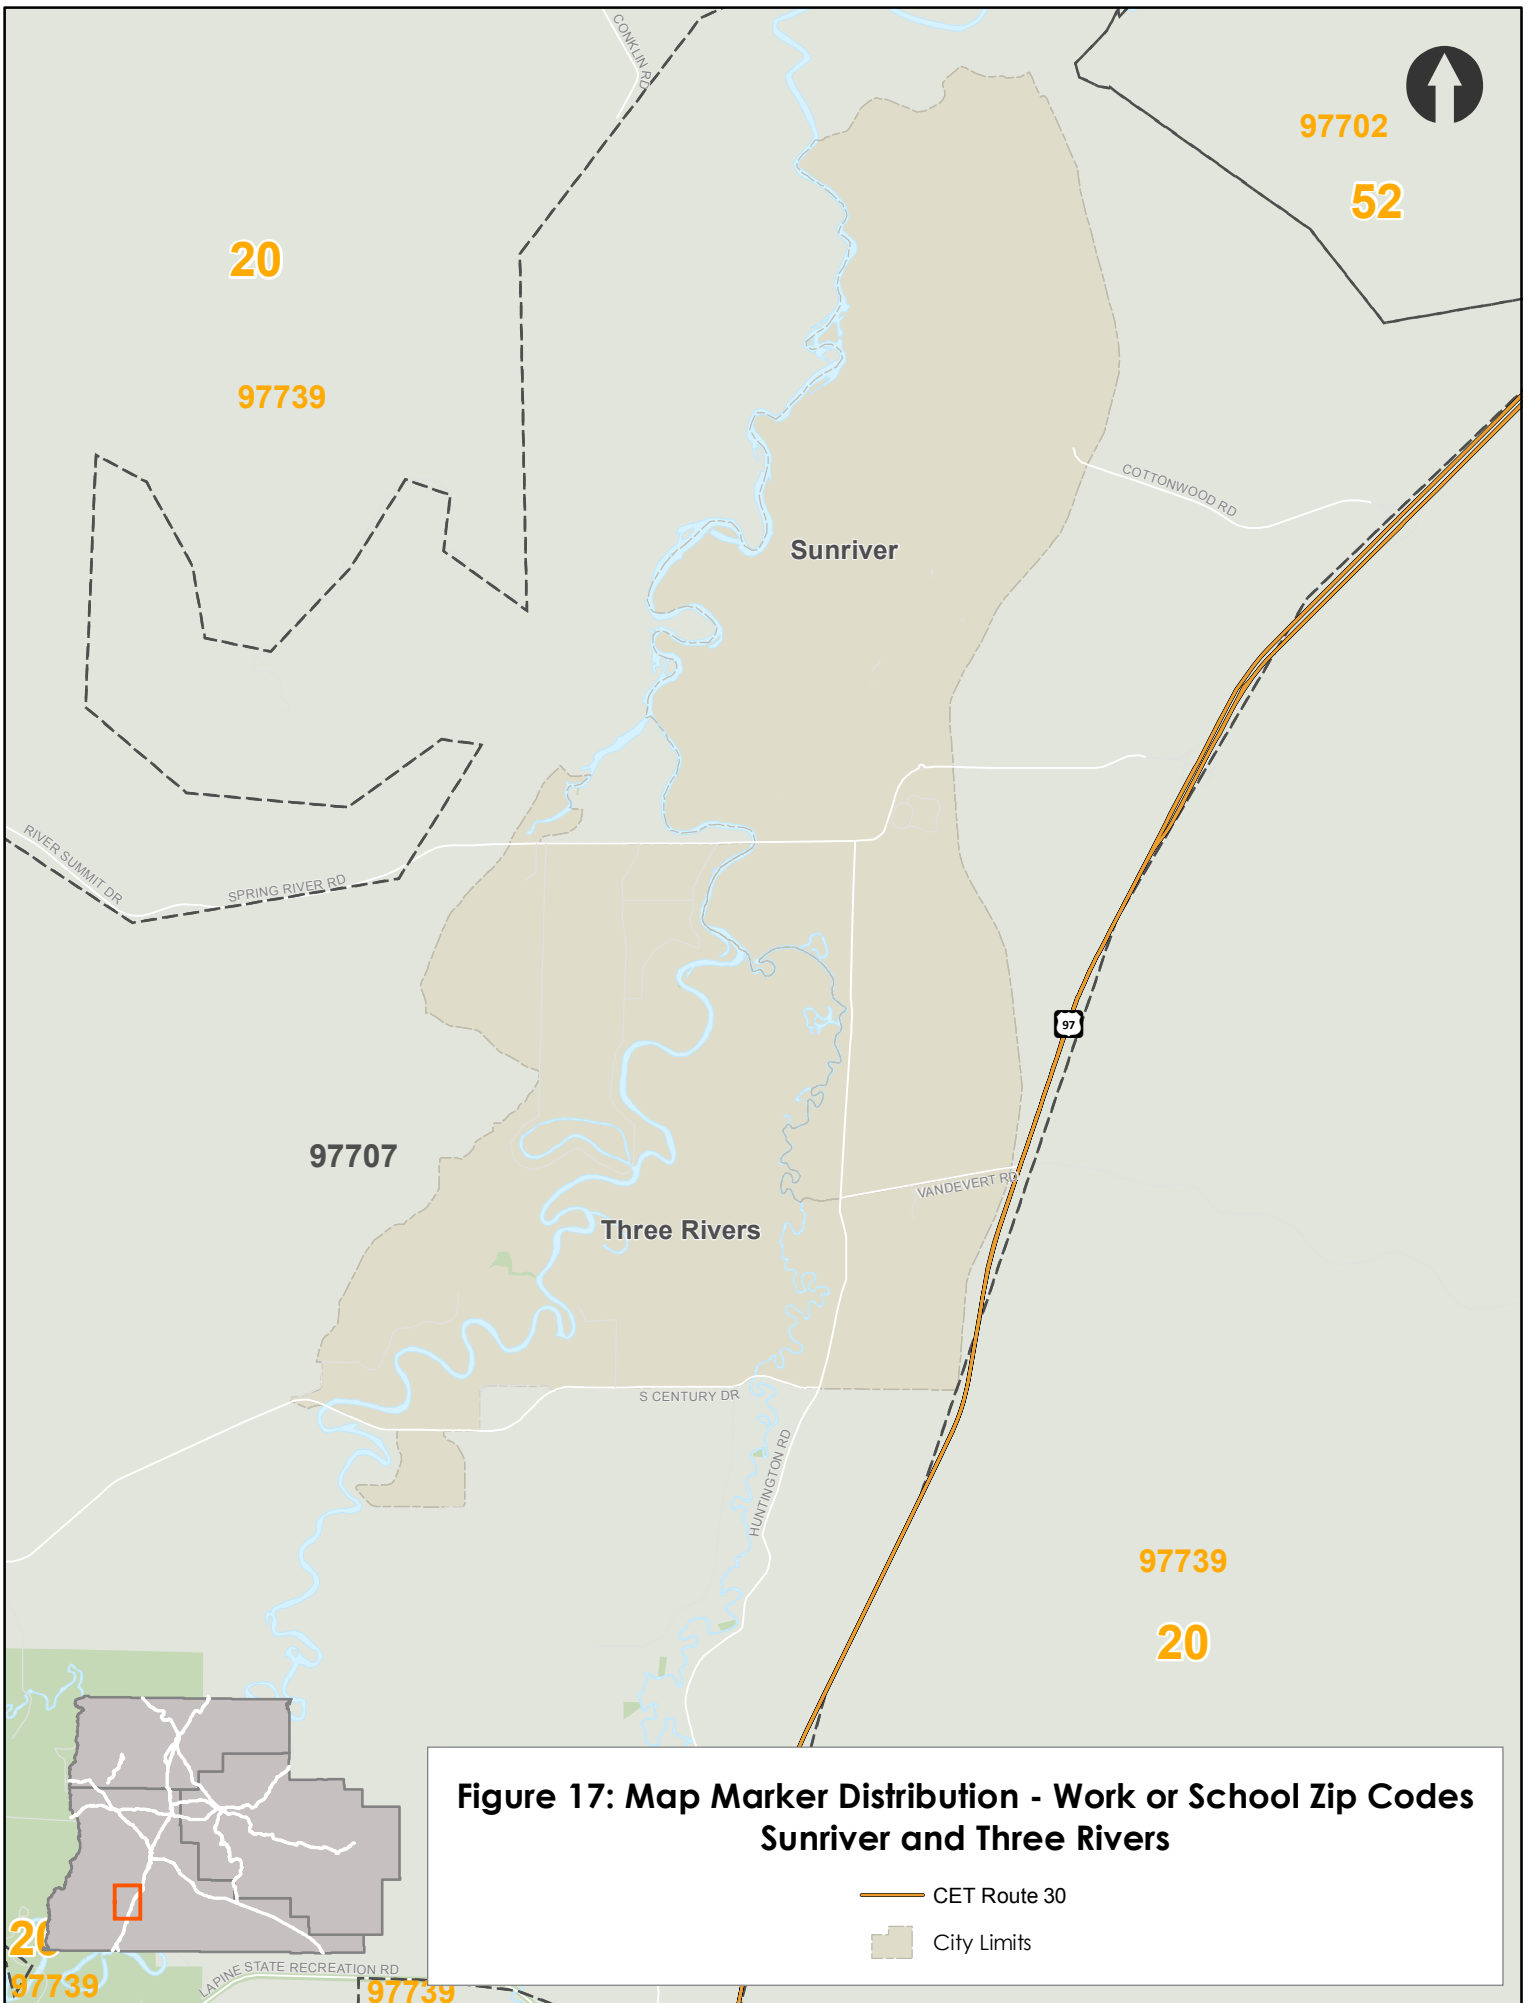 CONKLIN RD
97702
52
20
97739
COTTONWOOD RD
Sunriver
RIVER SUMMIT DR
SPRING RIVER RD
97
97707
VANDEVERT RD
Three Rivers
S CENTURY DR
HUNTINGTON RD
97739
20
Figure 17: Map Marker Distribution - Work or School Zip Codes
Sunriver and Three Rivers
CET Route 30
City Limits
20
LAPINE STATE RECREATION RD
97739
97739